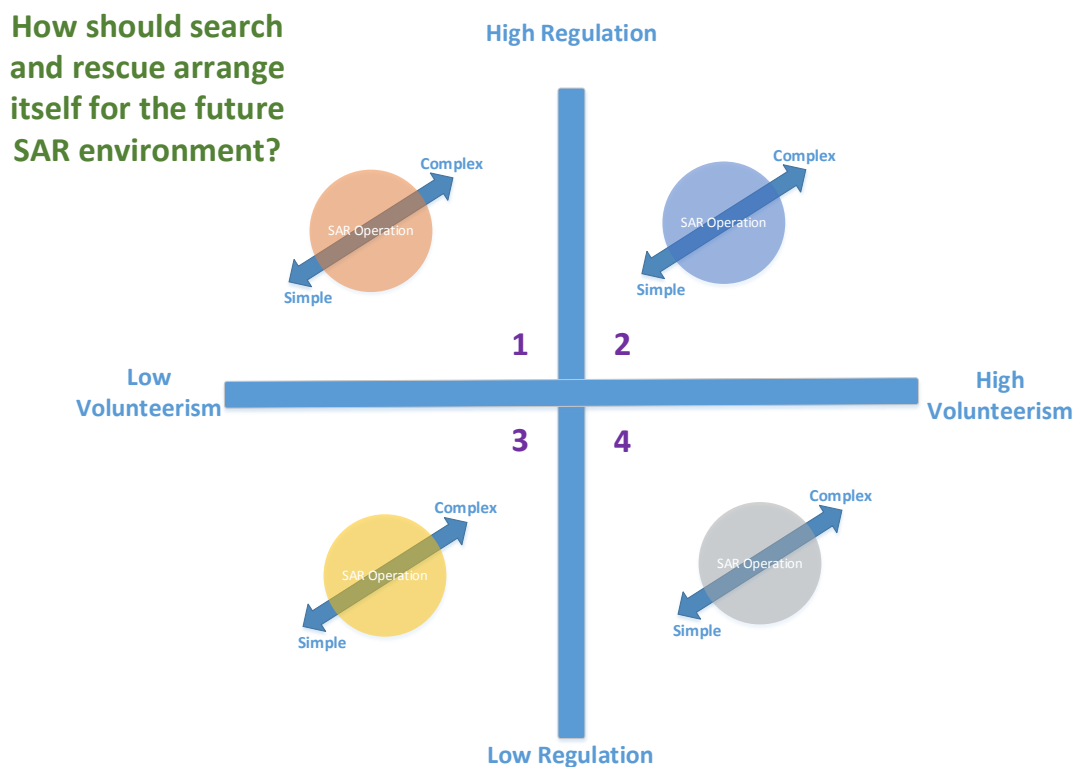 How should search
and rescue arrange
itself for the future
SAR environment?
High Regulation
Complex
SAR Operation
Simple
Complex
SAR Operation
Simple
1
2
Low
Volunteerism
High
Volunteerism
3
4
Complex
SAR Operation
Simple
Complex
SAR Operation
Simple
Low Regulation